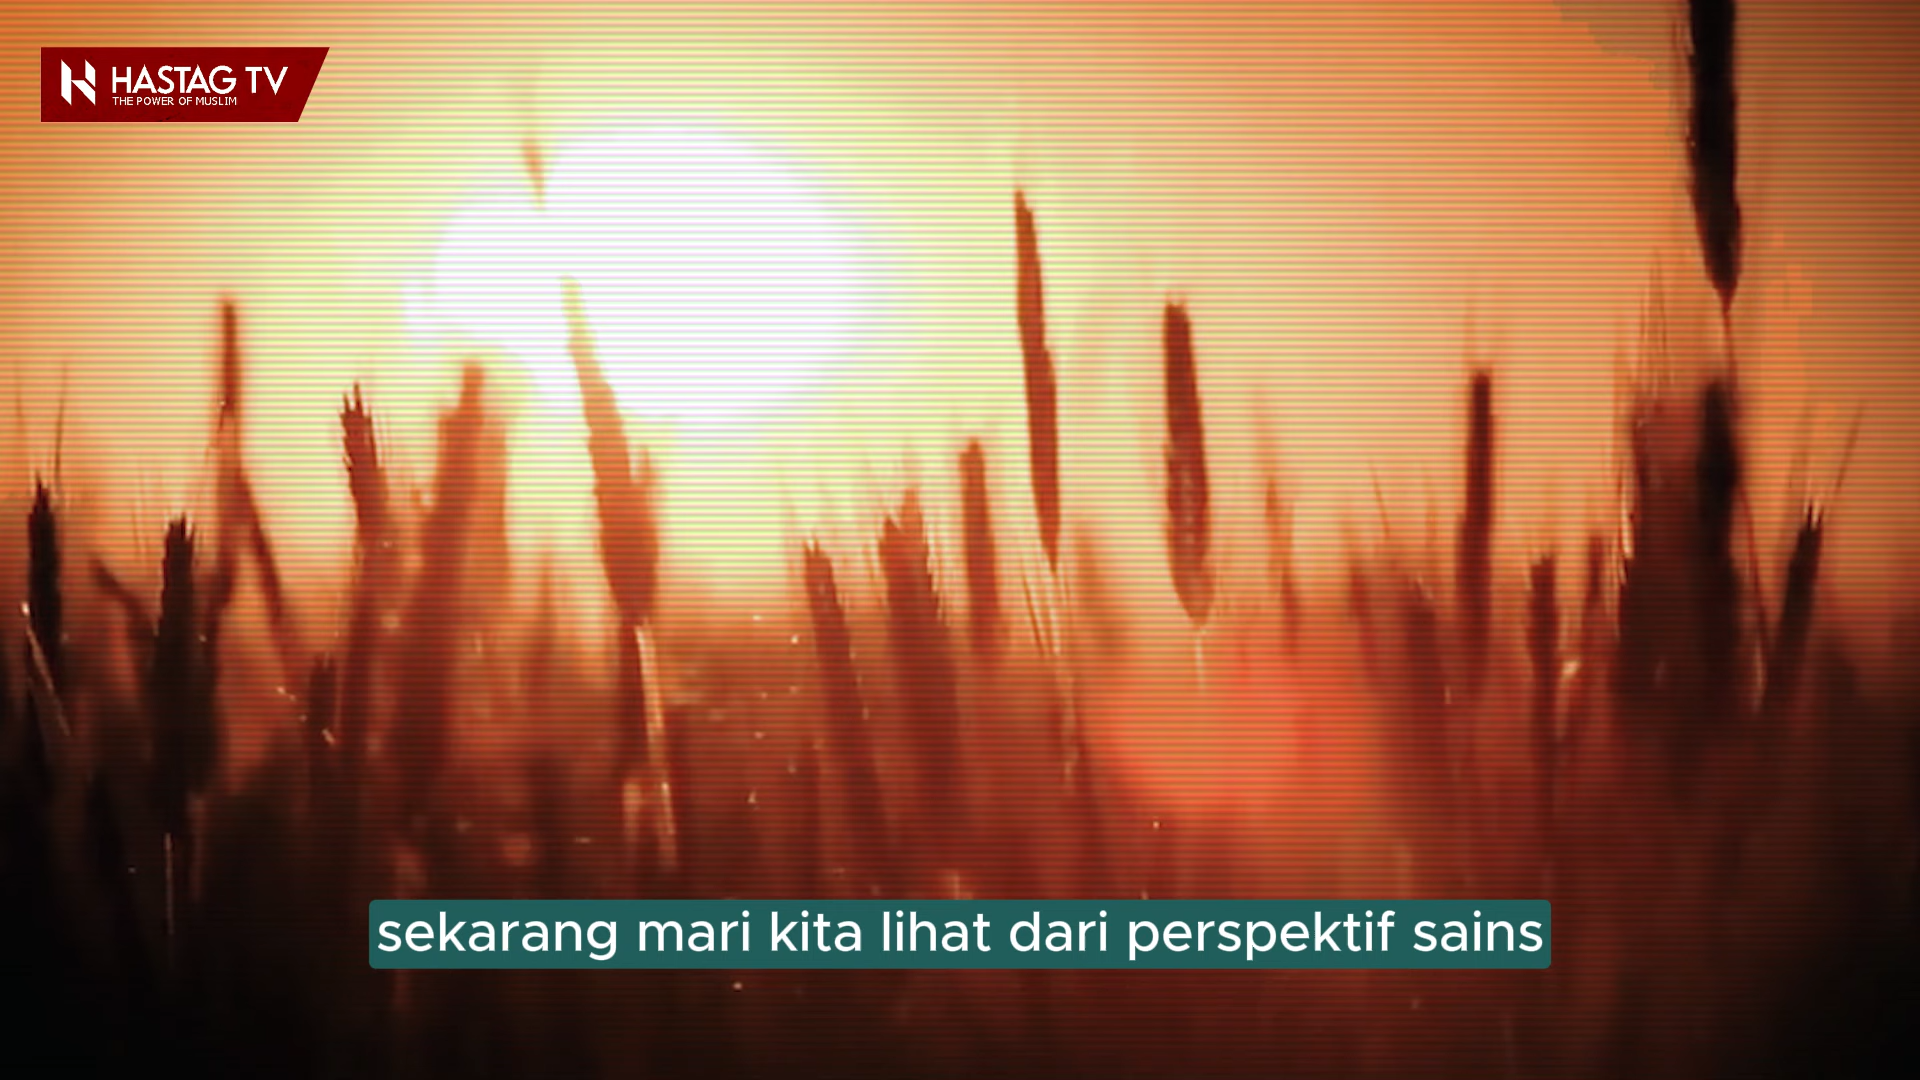 HASTAG TV
THE POWER OF MUSLIM
sekarang mari kita lihat dari perspektif sains